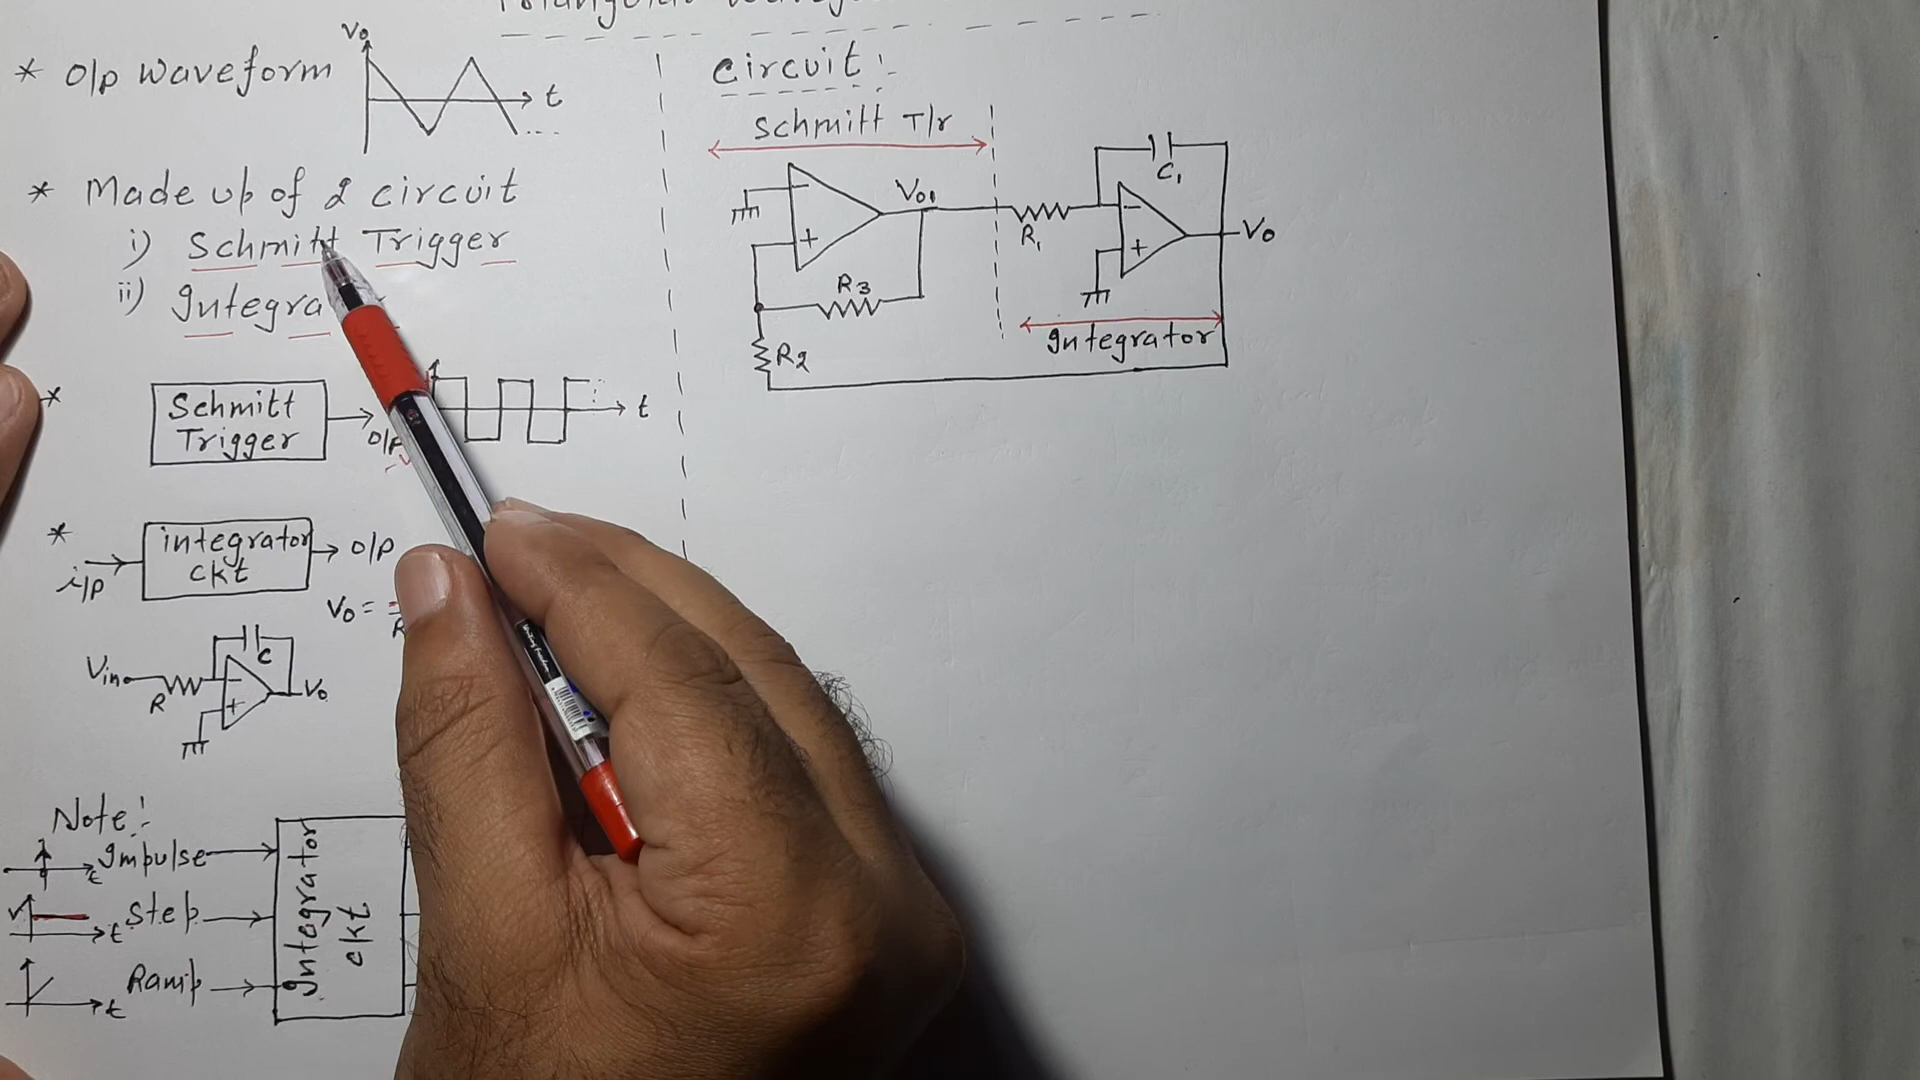 * O/p waveform
Vo
t
* Made up of 2 circuit
i) Schmitt Trigger
ii) Integra
*
Schmitt
Trigger
O/P
t
*
i/p
integrator
ckt
O/P
Vo =
Vin
R
C
-
+
Vo
Note :
Impulse
t
Step
V
t
Ramp
t
Integrator
ckt
Circuit :
Schmitt T/r
-
+
Vo1
R3
R2
R1
C1
-
+
Vo
Integrator